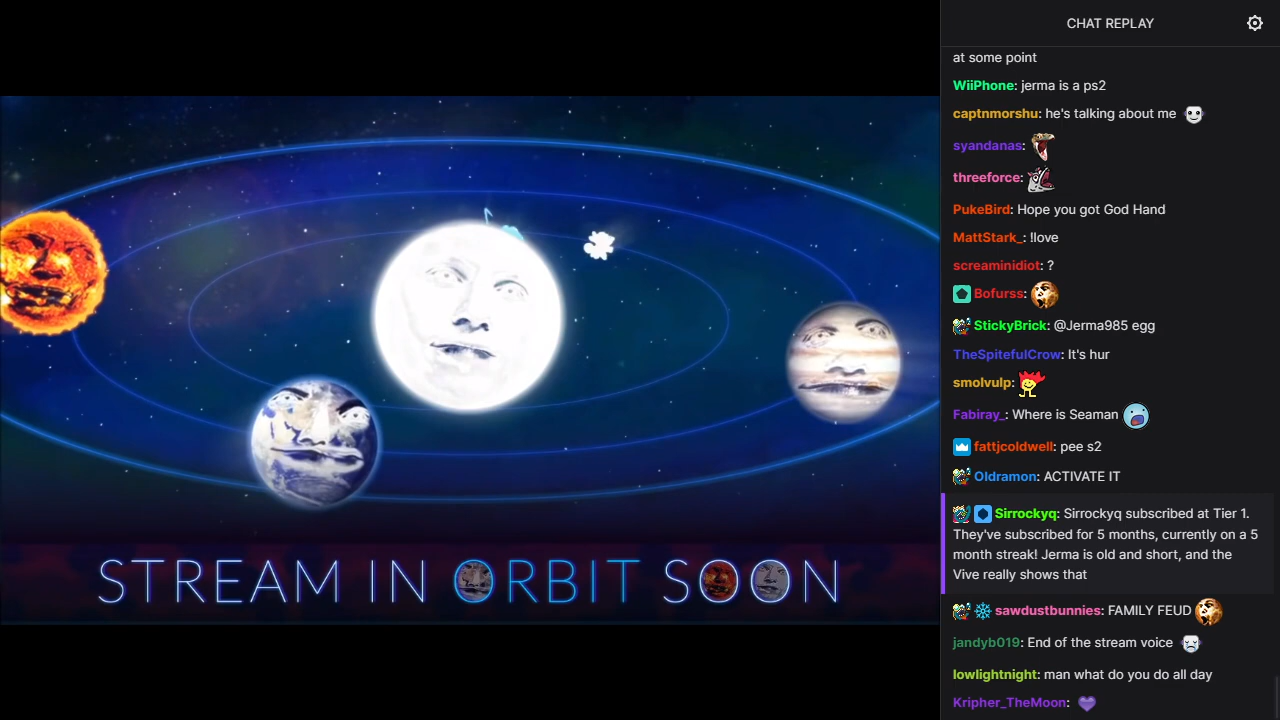 STREAM IN ORBIT SOON
CHAT REPLAY
at some point
WiiPhone: jerma is a ps2
captnmorshu: he's talking about me
syandanas:
threeforce:
PukeBird: Hope you got God Hand
MattStark_: !love
screaminidiot: ?
Bofurss:
StickyBrick: @Jerma985 egg
TheSpitefulCrow: It's hur
smolvulp:
Fabiray_: Where is Seaman
fattjcoldwell: pee s2
Oldramon: ACTIVATE IT
Sirrockyq: Sirrockyq subscribed at Tier 1.
They've subscribed for 5 months, currently on a 5
month streak! Jerma is old and short, and the
Vive really shows that
sawdustbunnies: FAMILY FEUD
jandyb019: End of the stream voice
lowlightnight: man what do you do all day
Kripher_TheMoon: